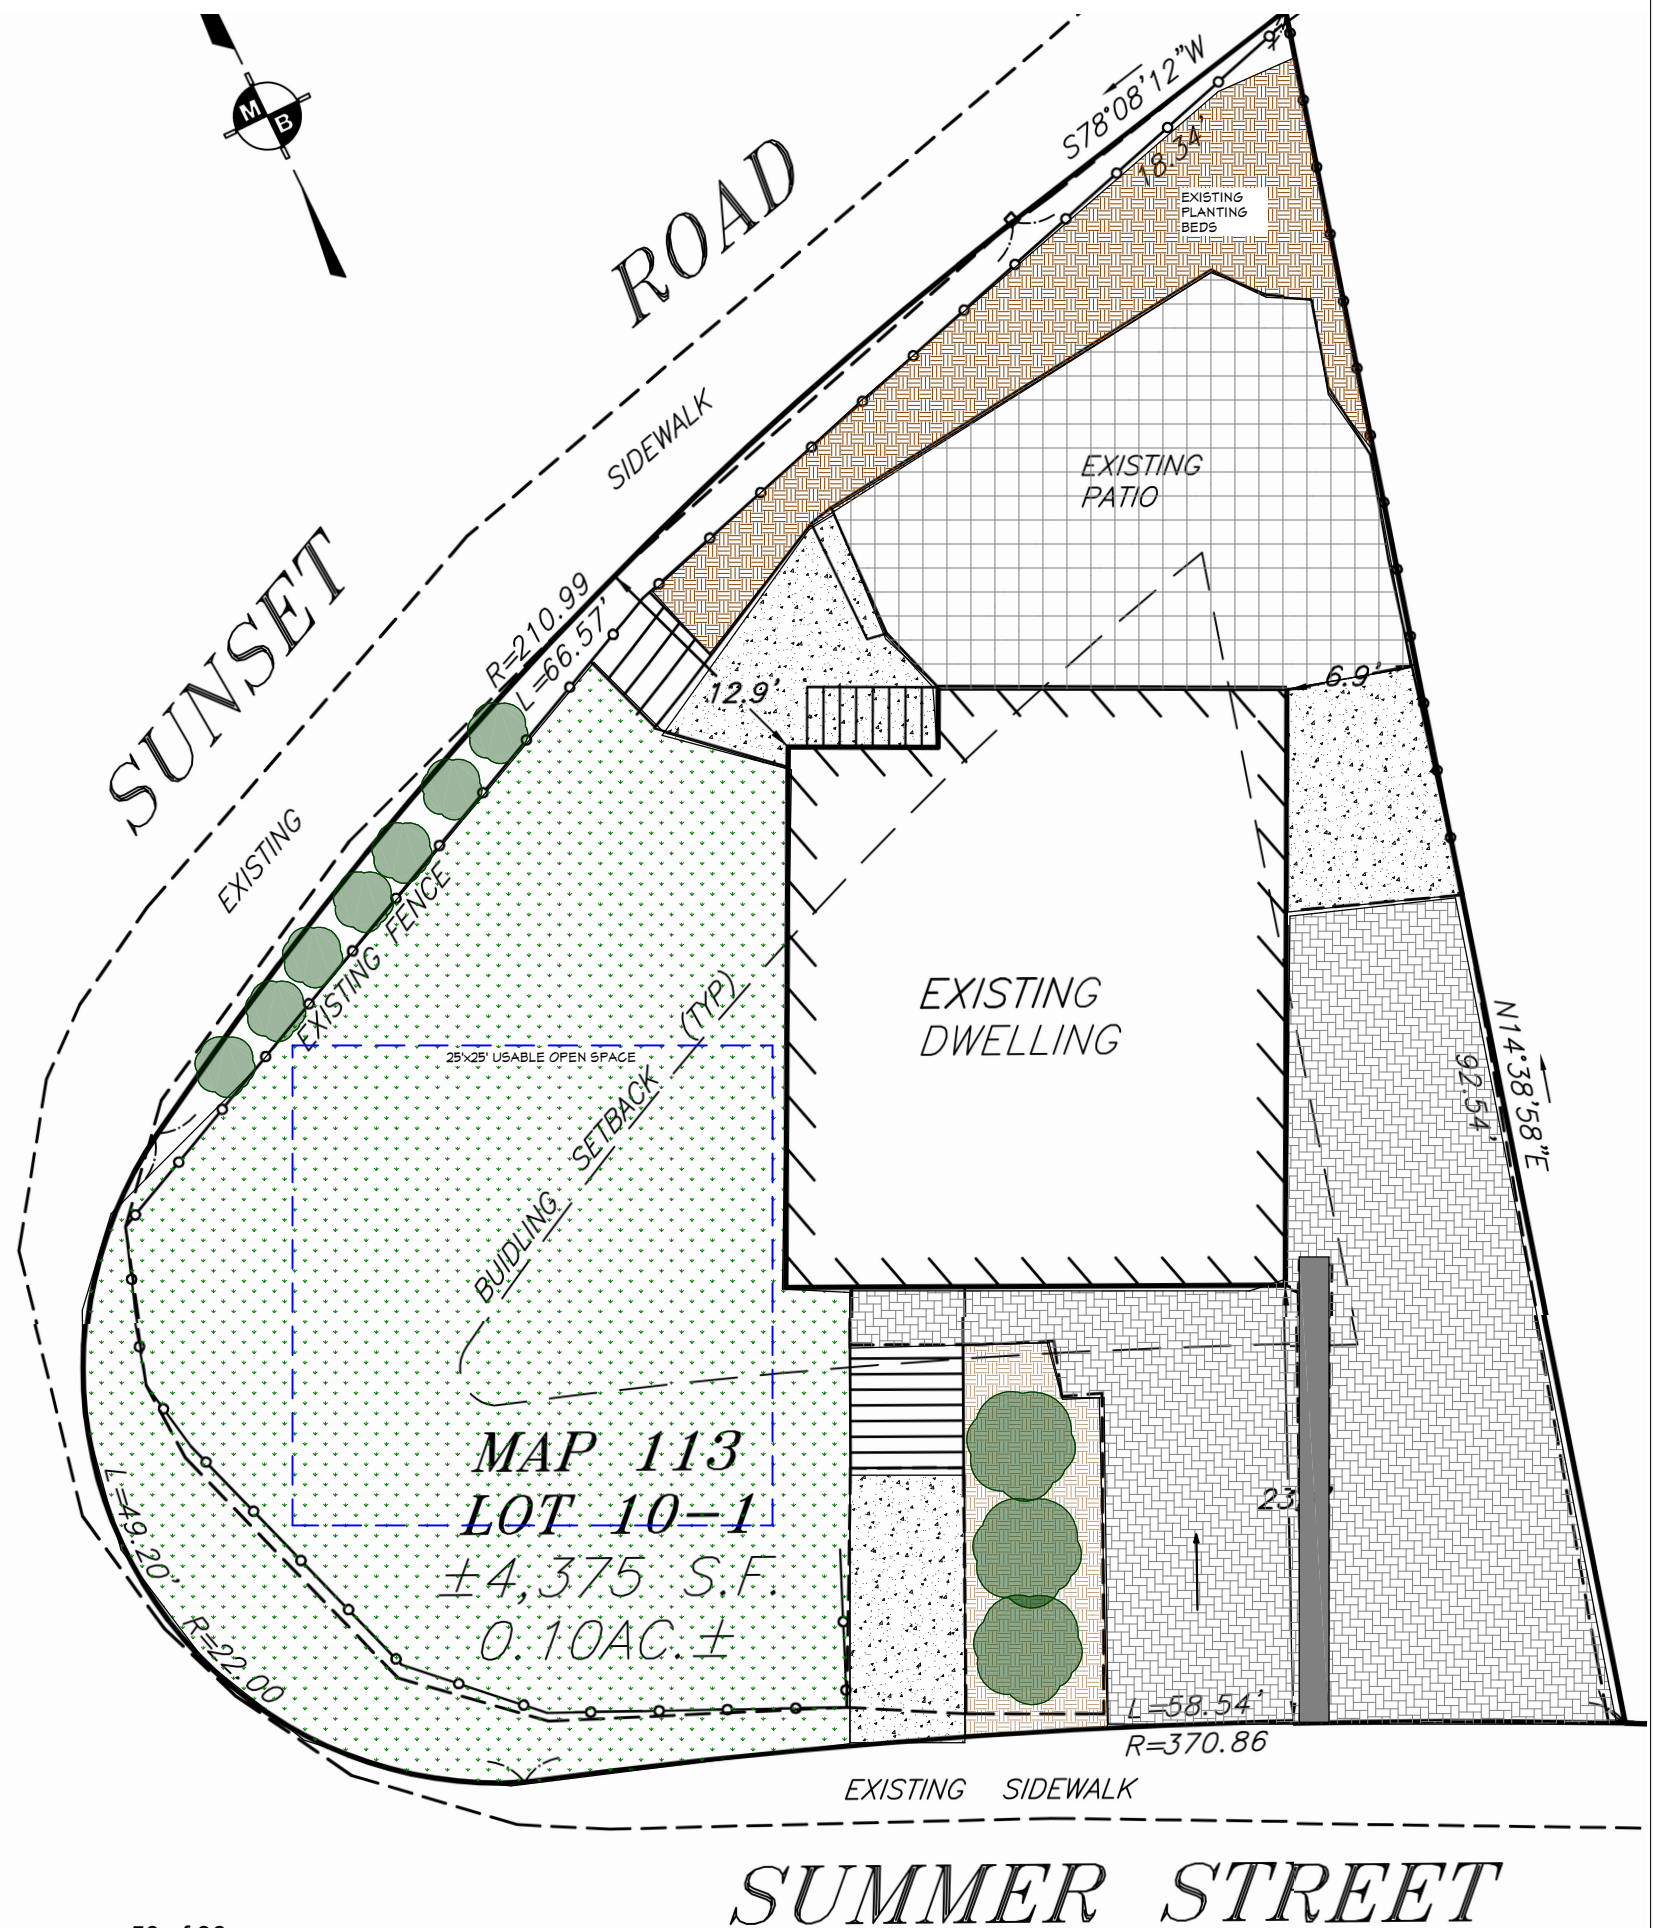 M
B
S78°08'12"W
18.34'
ROAD
EXISTING
PLANTING
BEDS
SIDEWALK
EXISTING
PATIO
SUNSET
R=210.99
L=66.57'
12.9'
6.9'
EXISTING
EXISTING FENCE
EXISTING
DWELLING
N14°38'58"E
92.54'
25'x25' USABLE OPEN SPACE
BUIDLING SETBACK (TYP)
MAP 113
LOT 10-1
±4,375 S.F.
0.10AC.±
L=49.20'
R=22.00
L=58.54'
R=370.86
EXISTING SIDEWALK
SUMMER STREET